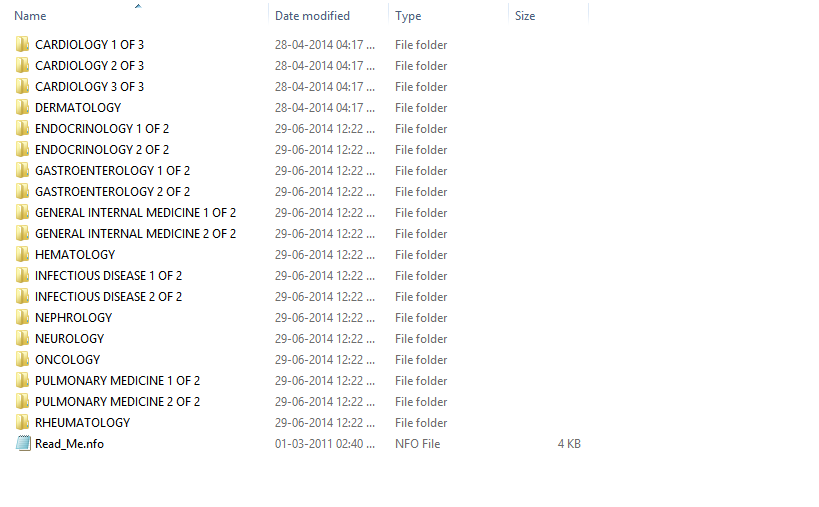 Name Date modified Type Size
CARDIOLOGY 1 OF 3 28-04-2014 04:17 ... File folder
CARDIOLOGY 2 OF 3 28-04-2014 04:17 ... File folder
CARDIOLOGY 3 OF 3 28-04-2014 04:17 ... File folder
DERMATOLOGY 28-04-2014 04:17 ... File folder
ENDOCRINOLOGY 1 OF 2 29-06-2014 12:22 ... File folder
ENDOCRINOLOGY 2 OF 2 29-06-2014 12:22 ... File folder
GASTROENTEROLOGY 1 OF 2 29-06-2014 12:22 ... File folder
GASTROENTEROLOGY 2 OF 2 29-06-2014 12:22 ... File folder
GENERAL INTERNAL MEDICINE 1 OF 2 29-06-2014 12:22 ... File folder
GENERAL INTERNAL MEDICINE 2 OF 2 29-06-2014 12:22 ... File folder
HEMATOLOGY 29-06-2014 12:22 ... File folder
INFECTIOUS DISEASE 1 OF 2 29-06-2014 12:22 ... File folder
INFECTIOUS DISEASE 2 OF 2 29-06-2014 12:22 ... File folder
NEPHROLOGY 29-06-2014 12:22 ... File folder
NEUROLOGY 29-06-2014 12:22 ... File folder
ONCOLOGY 29-06-2014 12:22 ... File folder
PULMONARY MEDICINE 1 OF 2 29-06-2014 12:22 ... File folder
PULMONARY MEDICINE 2 OF 2 29-06-2014 12:22 ... File folder
RHEUMATOLOGY 29-06-2014 12:22 ... File folder
Read_Me.nfo 01-03-2011 02:40 ... NFO File 4 KB